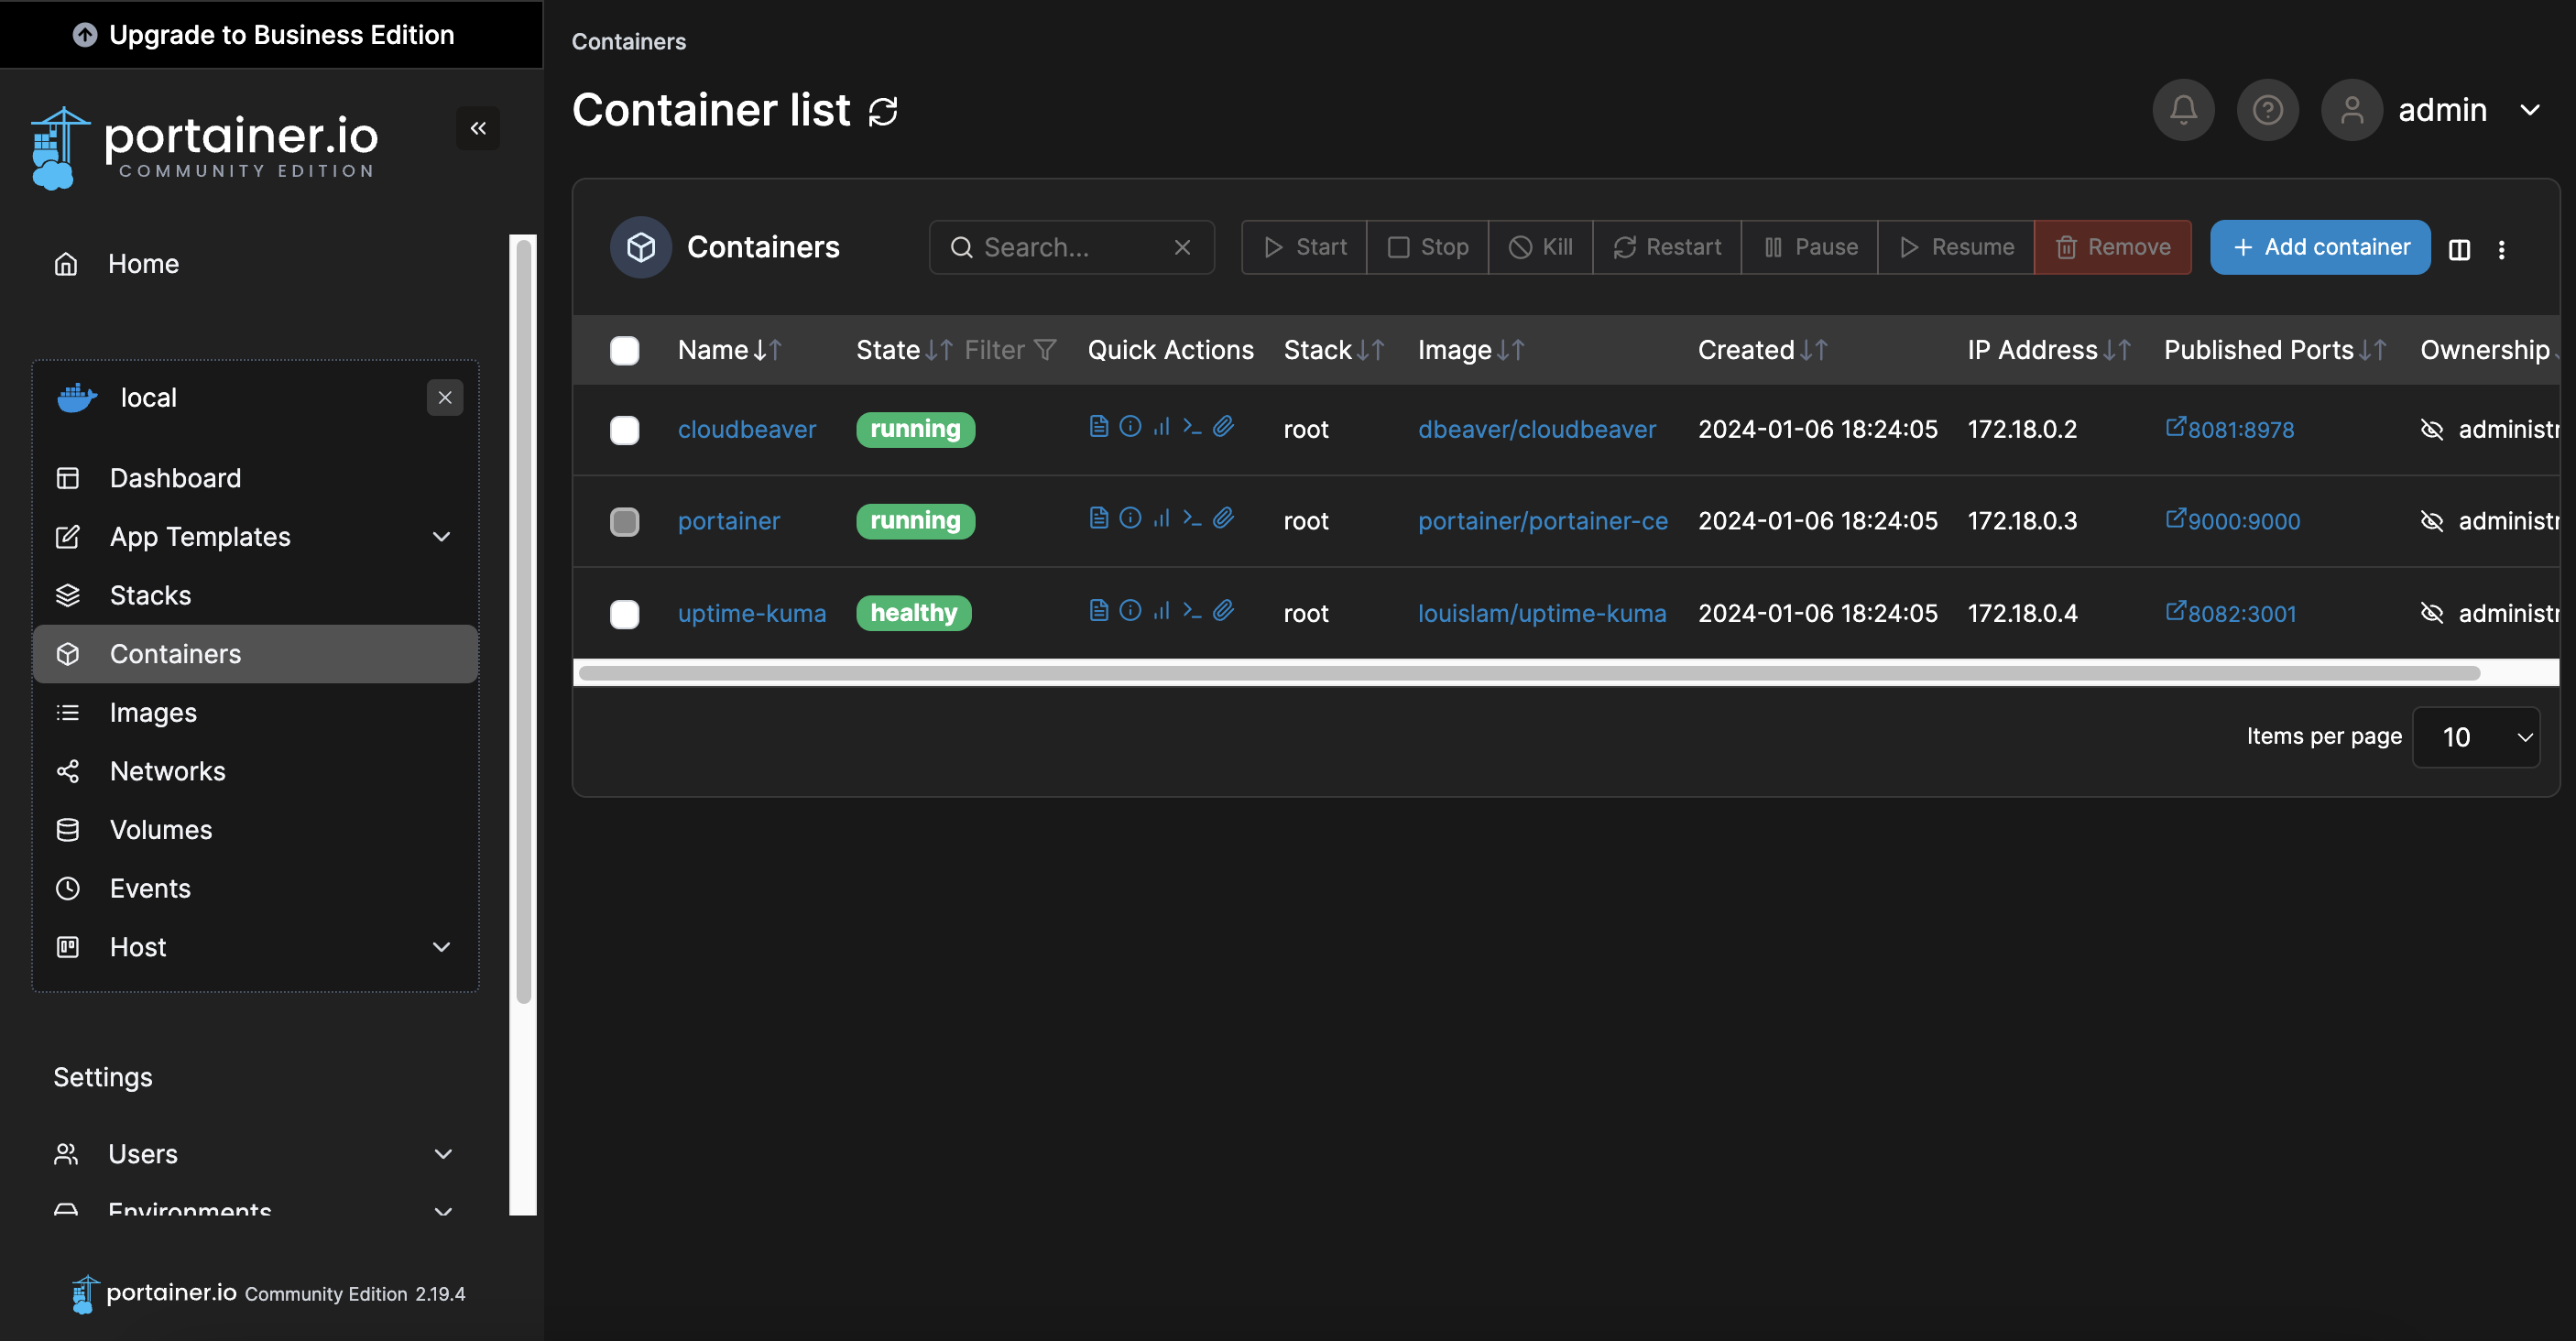 Upgrade to Business Edition
portainer.io
COMMUNITY EDITION
Home
local
Dashboard
App Templates
Stacks
Containers
Images
Networks
Volumes
Events
Host
Settings
Users
Environments
portainer.io Community Edition 2.19.4
Containers
Container list
admin
Containers Search... Start Stop Kill Restart Pause Resume Remove Add container
Name State Filter Quick Actions Stack Image Created IP Address Published Ports Ownership
cloudbeaver running root dbeaver/cloudbeaver 2024-01-06 18:24:05 172.18.0.2 8081:8978 administr
portainer running root portainer/portainer-ce 2024-01-06 18:24:05 172.18.0.3 9000:9000 administr
uptime-kuma healthy root louislam/uptime-kuma 2024-01-06 18:24:05 172.18.0.4 8082:3001 administr
Items per page 10